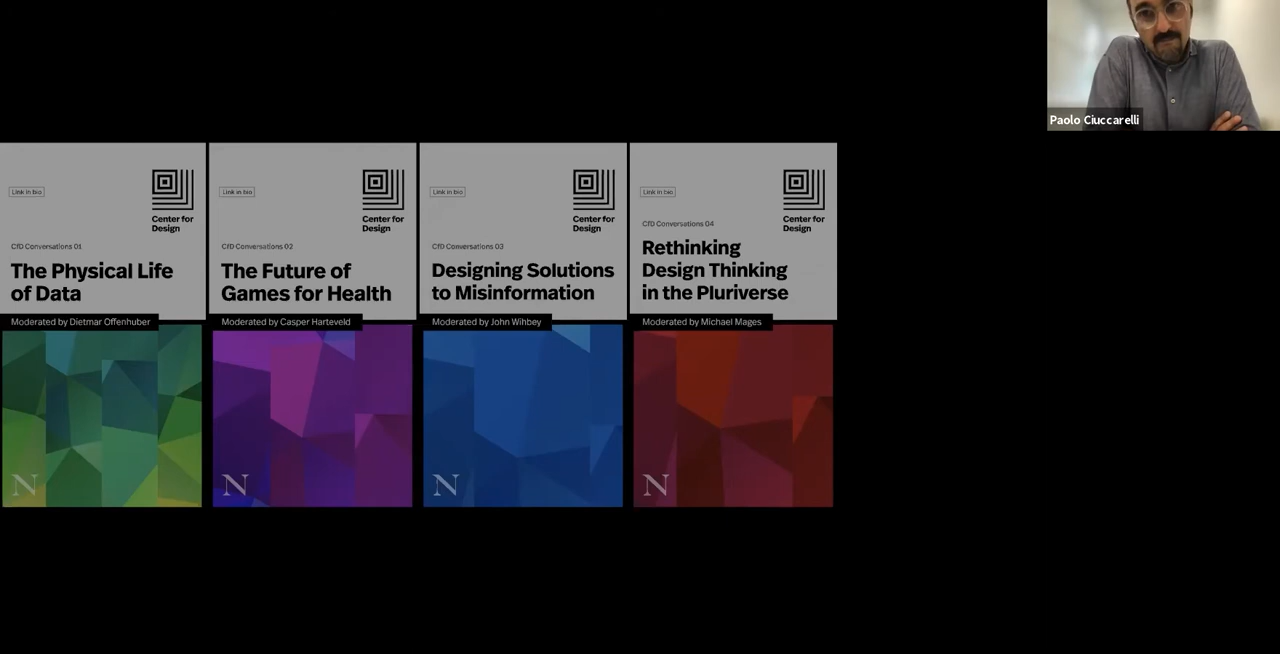 Paolo Ciuccarelli
Link in bio
Center for
Design
CfD Conversations 01
The Physical Life
of Data
Moderated by Dietmar Offenhuber
N
Link in bio
Center for
Design
CfD Conversations 02
The Future of
Games for Health
Moderated by Casper Harteveld
N
Link in bio
Center for
Design
CfD Conversations 03
Designing Solutions
to Misinformation
Moderated by John Wihbey
N
Link in bio
Center for
Design
CfD Conversations 04
Rethinking
Design Thinking
in the Pluriverse
Moderated by Michael Mages
N